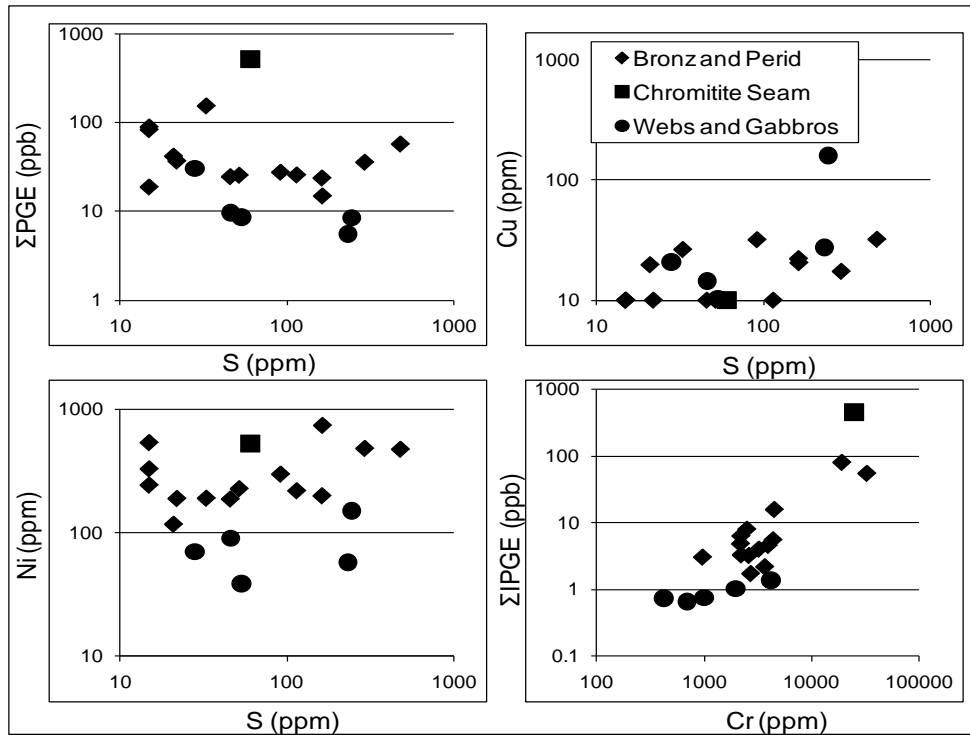 1000
100
10
1
ΣPGE (ppb)
10 100 1000
S (ppm)
1000
100
10
Cu (ppm)
Bronz and Perid
Chromitite Seam
Webs and Gabbros
10 100 1000
S (ppm)
1000
100
10
Ni (ppm)
10 100 1000
S (ppm)
1000
100
10
1
0.1
ΣIPGE (ppb)
100 1000 10000 100000
Cr (ppm)